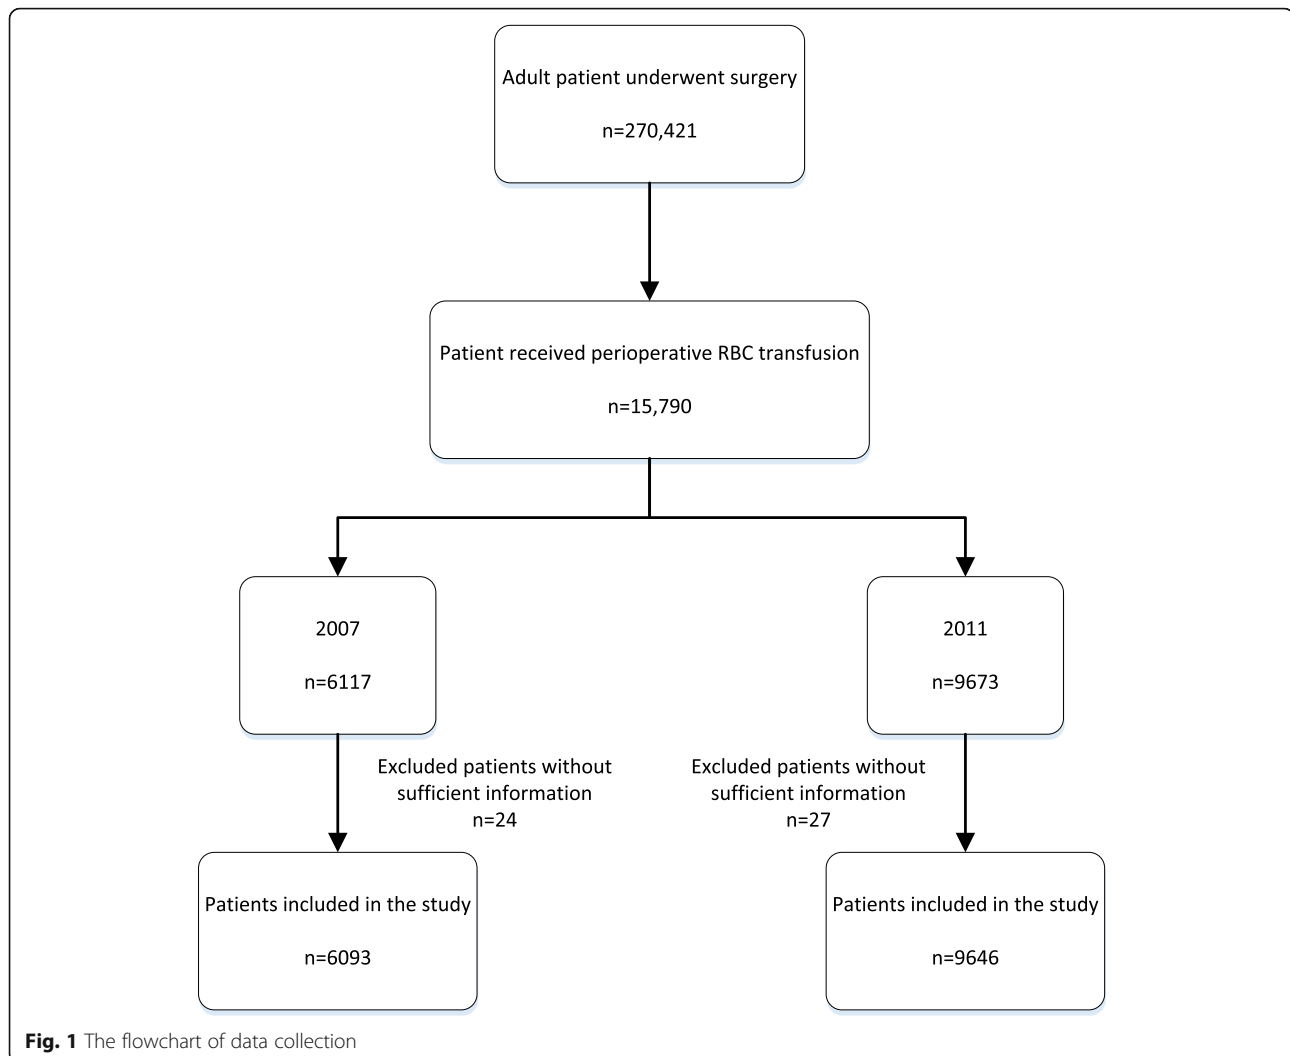 Adult patient underwent surgery
n=270,421
Patient received perioperative RBC transfusion
n=15,790
2007
n=6117
2011
n=9673
Excluded patients without
sufficient information
n=24
Excluded patients without
sufficient information
n=27
Patients included in the study
n=6093
Patients included in the study
n=9646
Fig. 1 The flowchart of data collection